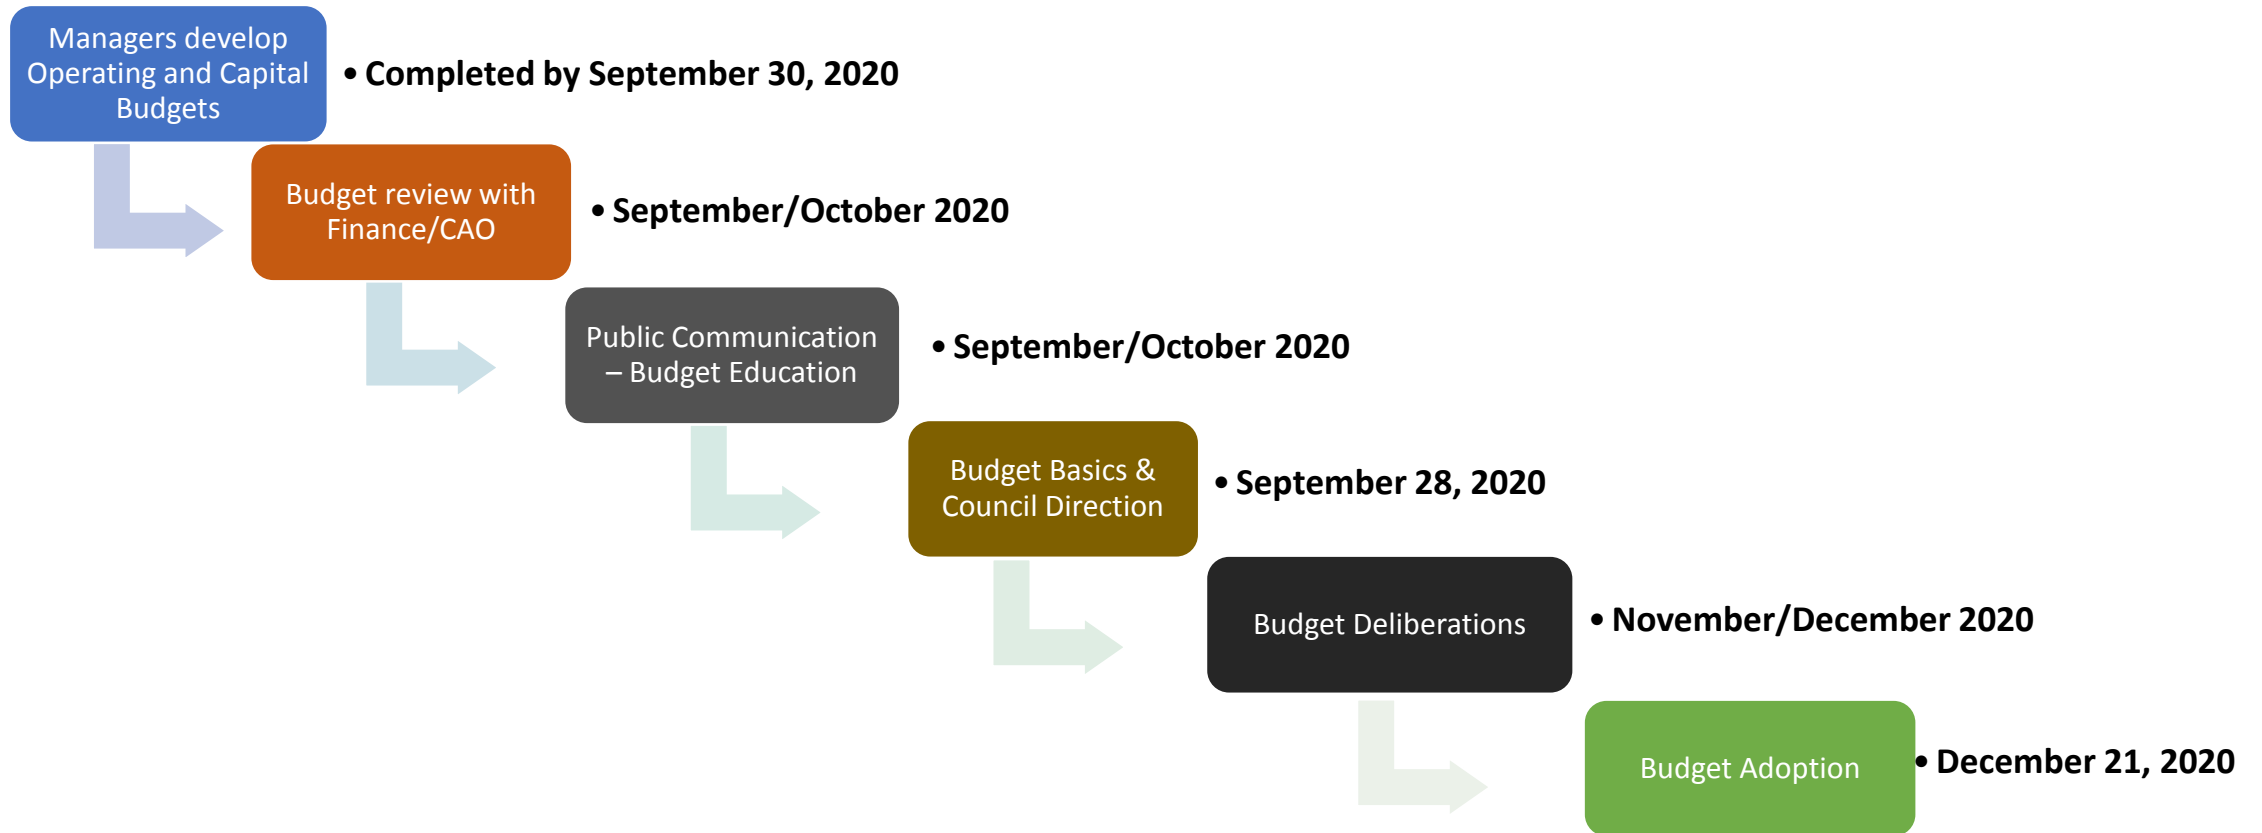 Managers develop
Operating and Capital
Budgets
• Completed by September 30, 2020
Budget review with
Finance/CAO
• September/October 2020
Public Communication
– Budget Education
• September/October 2020
Budget Basics &
Council Direction
• September 28, 2020
Budget Deliberations
• November/December 2020
Budget Adoption
• December 21, 2020